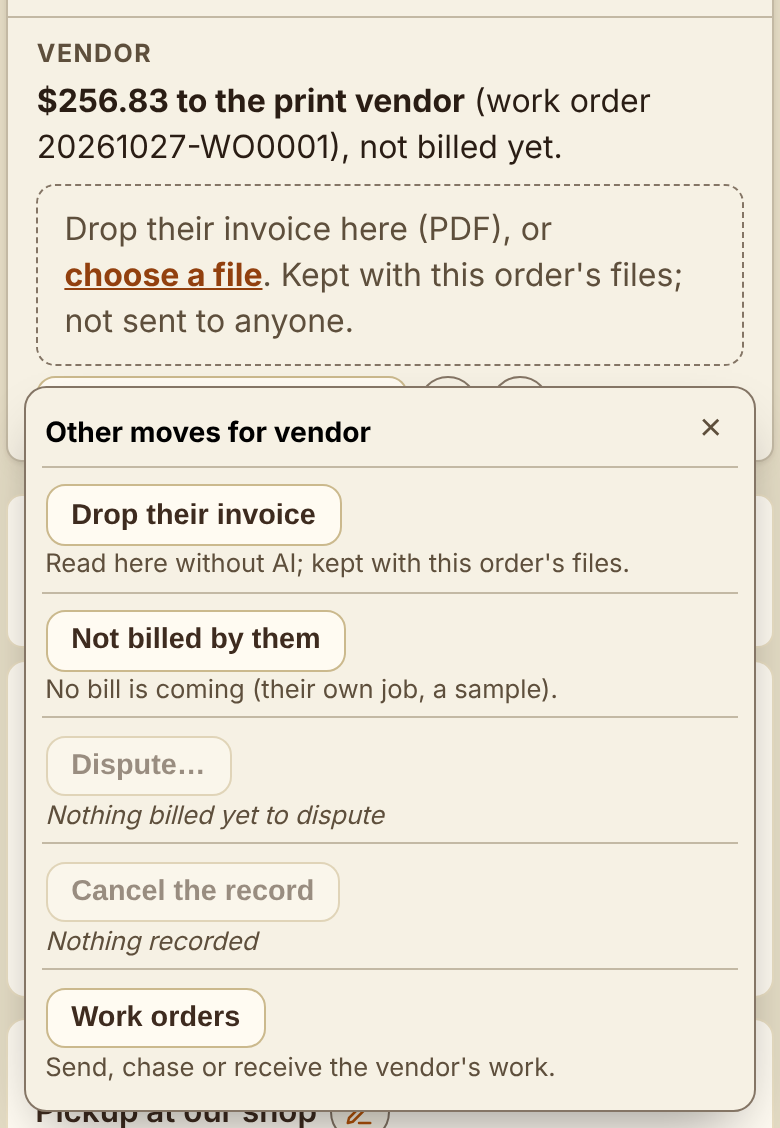 VENDOR
$256.83 to the print vendor (work order
20261027-WO0001), not billed yet.
Drop their invoice here (PDF), or
choose a file. Kept with this order's files;
not sent to anyone.
Other moves for vendor
✕
Drop their invoice
Read here without AI; kept with this order's files.
Not billed by them
No bill is coming (their own job, a sample).
Dispute…
Nothing billed yet to dispute
Cancel the record
Nothing recorded
Work orders
Send, chase or receive the vendor's work.
Pickup at our shop